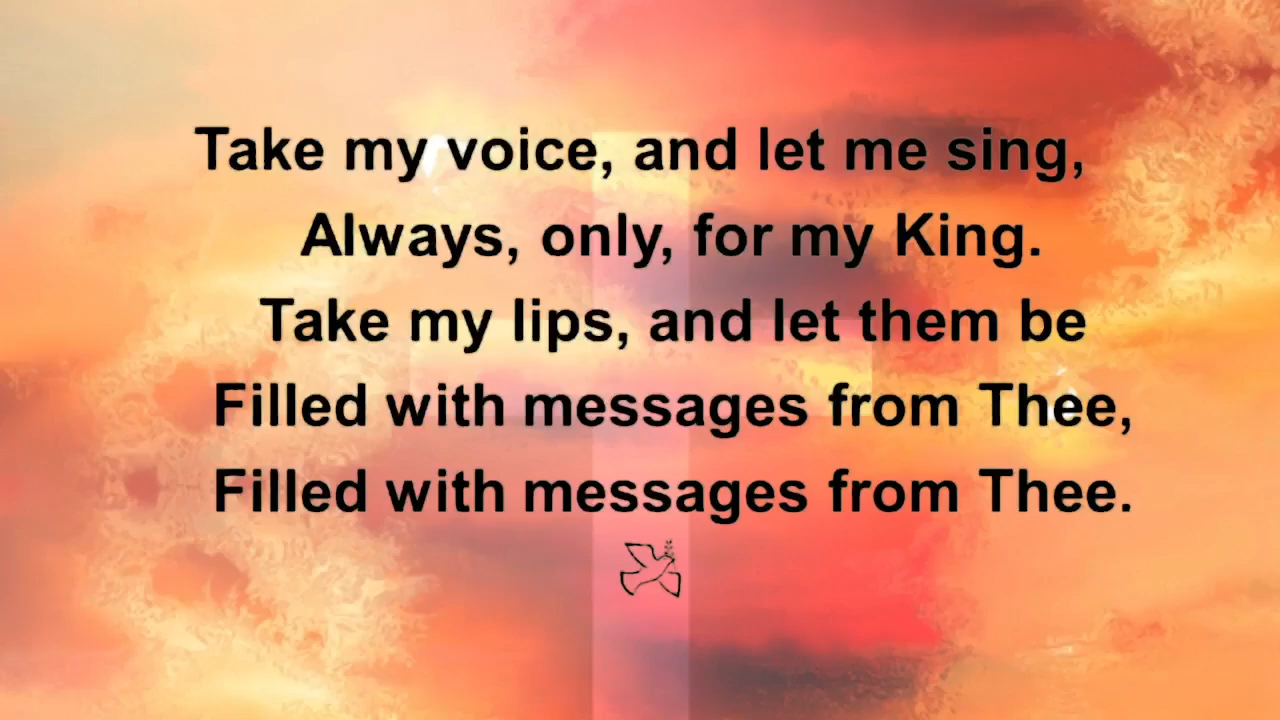 Take my voice, and let me sing,
Always, only, for my King.
Take my lips, and let them be
Filled with messages from Thee,
Filled with messages from Thee.